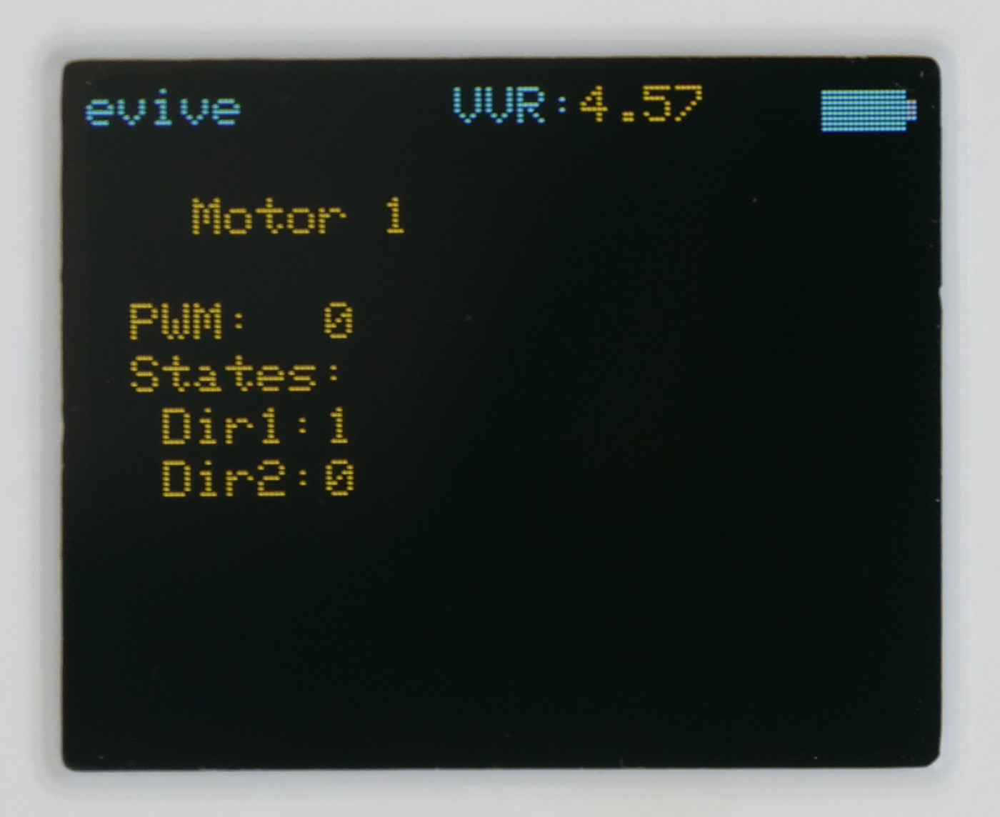 evive VVR:4.57
Motor 1
PWM: 0
States:
Dir1:1
Dir2:0